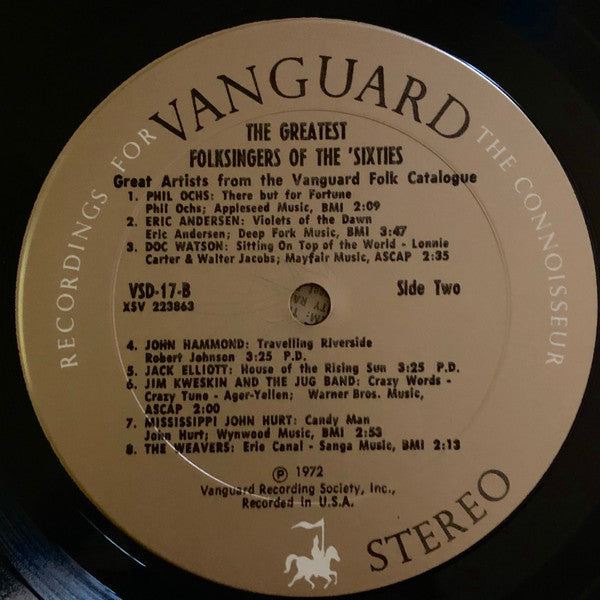 RECORDINGS FOR VANGUARD THE CONNOISSEUR
THE GREATEST
FOLKSINGERS OF THE 'SIXTIES
Great Artists from the Vanguard Folk Catalogue
1. PHIL OCHS: There but for Fortune
Phil Ochs; Appleseed Music, BMI 2:09
2. ERIC ANDERSEN: Violets of the Dawn
Eric Andersen; Deep Fork Music, BMI 3:47
3. DOC WATSON: Sitting On Top of the World - Lonnie
Carter & Walter Jacobs; Mayfair Music, ASCAP 2:35
VSD-17-B Side Two
XSV 223863
4. JOHN HAMMOND: Travelling Riverside
Robert Johnson 3:25 P.D.
5. JACK ELLIOTT: House of the Rising Sun 3:25 P.D.
6. JIM KWESKIN AND THE JUG BAND: Crazy Words -
Crazy Tune - Ager-Yellen; Warner Bros. Music,
ASCAP 2:00
7. MISSISSIPPI JOHN HURT: Candy Man
John Hurt; Wynwood Music, BMI 2:53
8. THE WEAVERS: Erie Canal - Sanga Music, BMI 2:13
℗ 1972
Vanguard Recording Society, Inc.,
Recorded in U.S.A.
STEREO